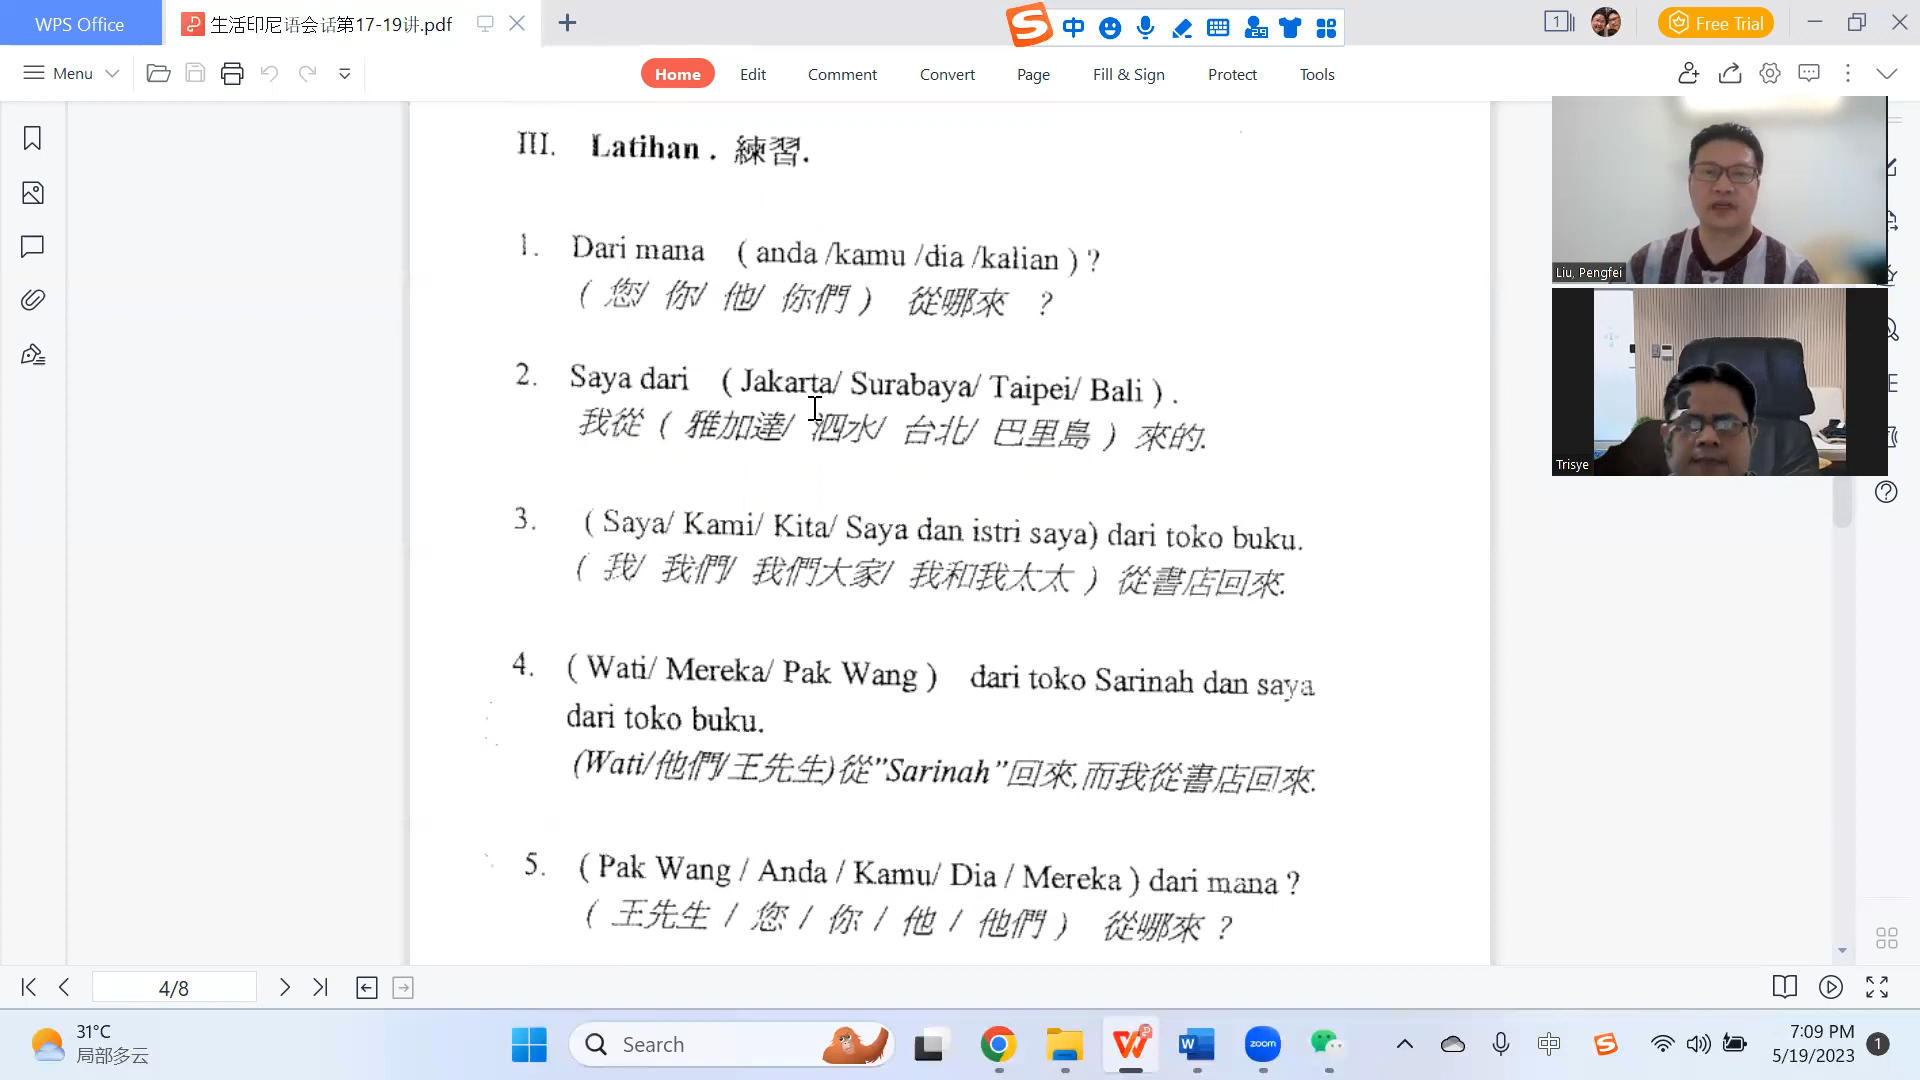 WPS Office
生活印尼语会话第17-19讲.pdf
中
29
1
Free Trial
Menu
Home
Edit
Comment
Convert
Page
Fill & Sign
Protect
Tools
III. Latihan . 練習.
1. Dari mana ( anda /kamu /dia /kalian ) ?
( 您/ 你/ 他/ 你們 ) 從哪來 ?
2. Saya dari ( Jakarta/ Surabaya/ Taipei/ Bali ) .
我從 ( 雅加達/ 泗水/ 台北/ 巴里島 ) 來的.
3. ( Saya/ Kami/ Kita/ Saya dan istri saya) dari toko buku.
( 我/ 我們/ 我們大家/ 我和我太太 ) 從書店回來.
4. ( Wati/ Mereka/ Pak Wang ) dari toko Sarinah dan saya
dari toko buku.
(Wati/他們/王先生)從"Sarinah"回來,而我從書店回來.
5. ( Pak Wang / Anda / Kamu/ Dia / Mereka ) dari mana ?
( 王先生 / 您 / 你 / 他 / 他們 ) 從哪來 ?
Liu, Pengfei
Trisye
4/8
31°C
局部多云
Search
zoom
中
7:09 PM
5/19/2023
1